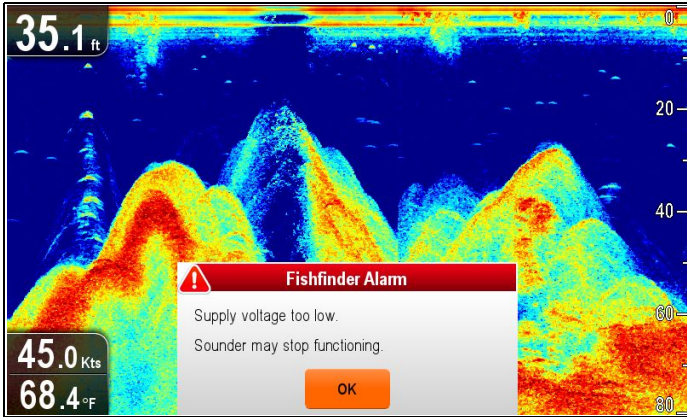 35.1 ft
0
20
40
60
80
Fishfinder Alarm
Supply voltage too low.
Sounder may stop functioning.
OK
45.0 Kts
68.4°F